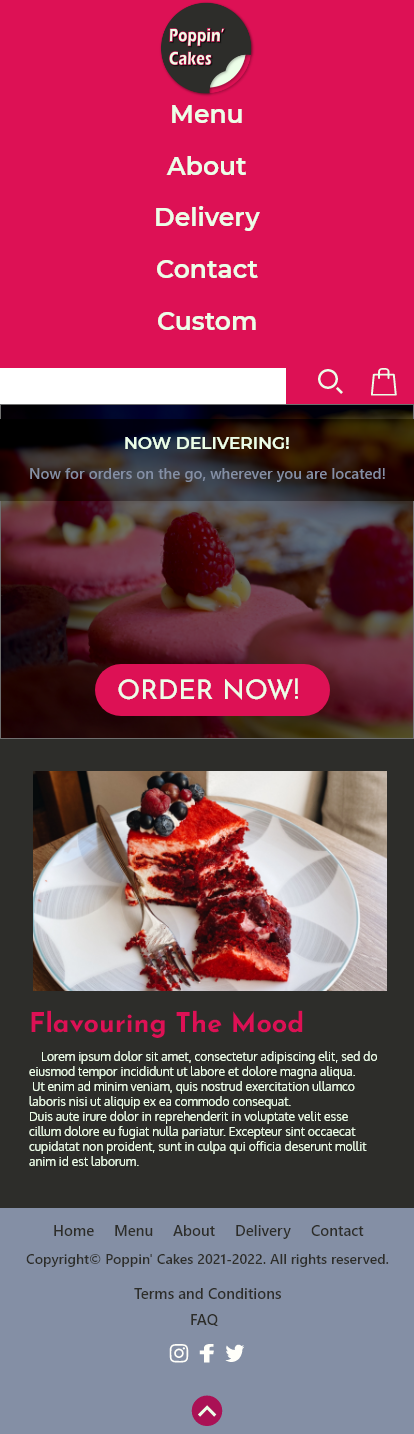 Poppin'
Cakes
Menu
About
Delivery
Contact
Custom
NOW DELIVERING!
Now for orders on the go, wherever you are located!
ORDER NOW!
Flavouring The Mood
Lorem ipsum dolor sit amet, consectetur adipiscing elit, sed do
eiusmod tempor incididunt ut labore et dolore magna aliqua.
Ut enim ad minim veniam, quis nostrud exercitation ullamco
laboris nisi ut aliquip ex ea commodo consequat.
Duis aute irure dolor in reprehenderit in voluptate velit esse
cillum dolore eu fugiat nulla pariatur. Excepteur sint occaecat
cupidatat non proident, sunt in culpa qui officia deserunt mollit
anim id est laborum.
Home Menu About Delivery Contact
Copyright© Poppin' Cakes 2021-2022. All rights reserved.
Terms and Conditions
FAQ